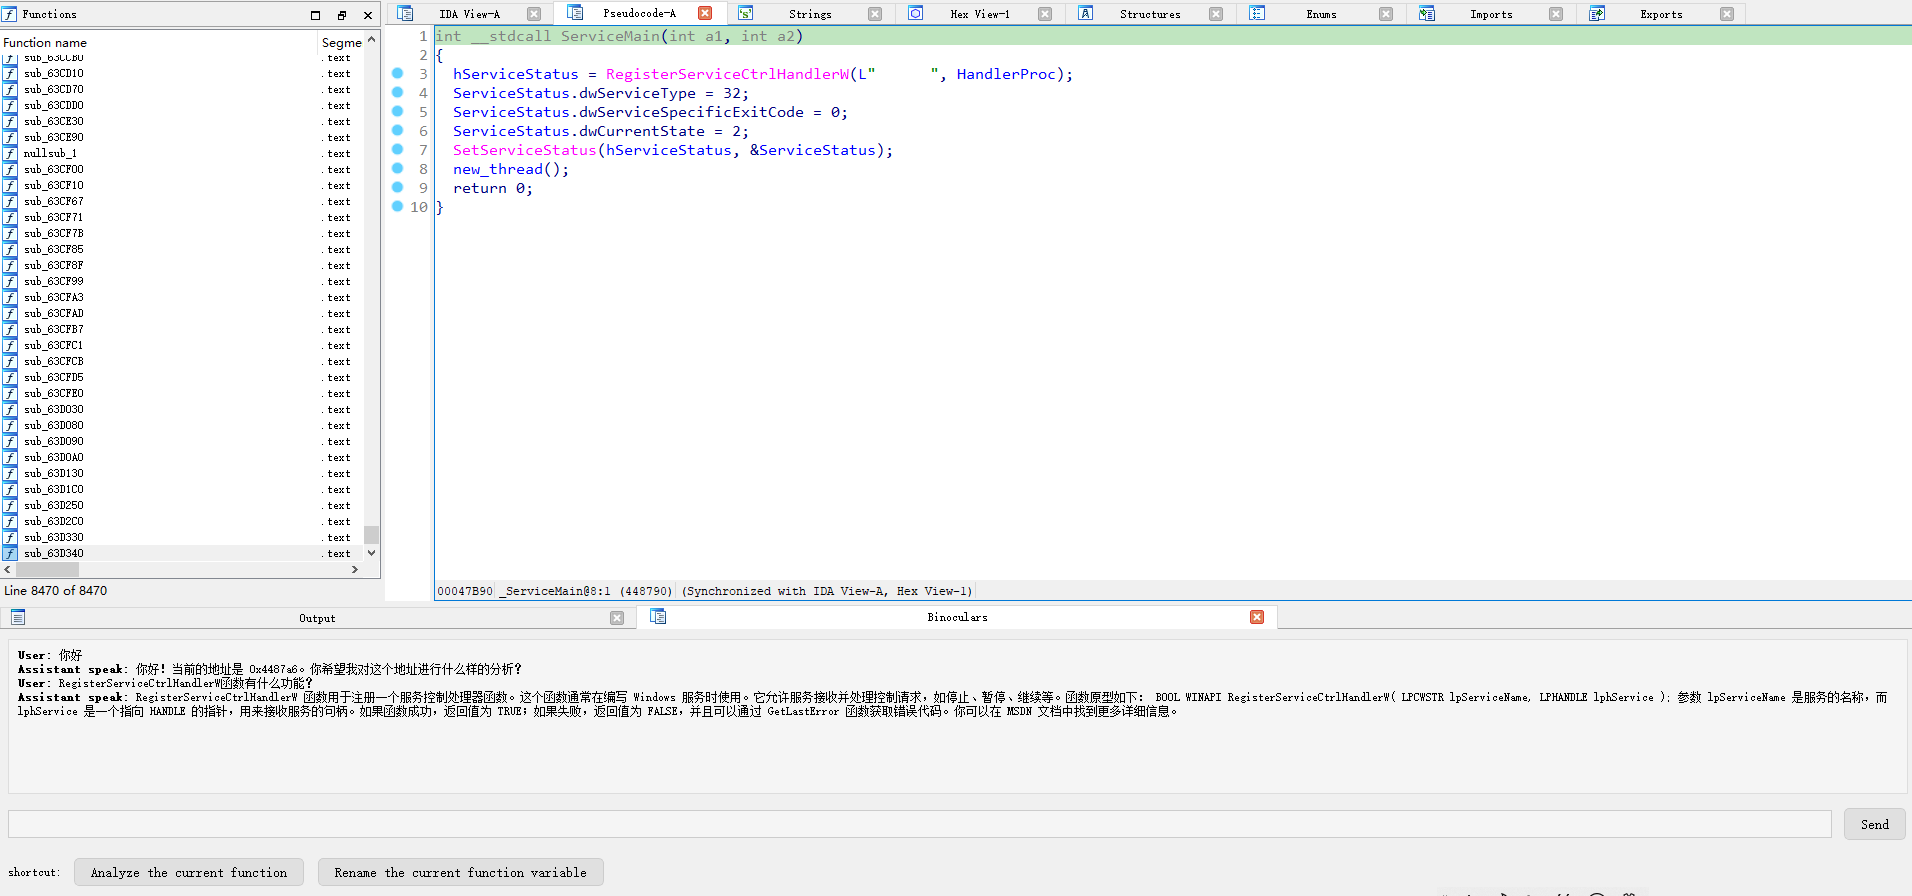 Functions
IDA View-A
Pseudocode-A
Strings
Hex View-1
Structures
Enums
Imports
Exports
Function name Segme
sub_63CCB0 .text
sub_63CD10 .text
sub_63CD70 .text
sub_63CDD0 .text
sub_63CE30 .text
sub_63CE90 .text
nullsub_1 .text
sub_63CF00 .text
sub_63CF10 .text
sub_63CF67 .text
sub_63CF71 .text
sub_63CF7B .text
sub_63CF85 .text
sub_63CF8F .text
sub_63CF99 .text
sub_63CFA3 .text
sub_63CFAD .text
sub_63CFB7 .text
sub_63CFC1 .text
sub_63CFCB .text
sub_63CFD5 .text
sub_63CFE0 .text
sub_63D030 .text
sub_63D080 .text
sub_63D090 .text
sub_63D0A0 .text
sub_63D130 .text
sub_63D1C0 .text
sub_63D250 .text
sub_63D2C0 .text
sub_63D330 .text
sub_63D340 .text
Line 8470 of 8470
1 int __stdcall ServiceMain(int a1, int a2)
2 {
3 hServiceStatus = RegisterServiceCtrlHandlerW(L"      ", HandlerProc);
4 ServiceStatus.dwServiceType = 32;
5 ServiceStatus.dwServiceSpecificExitCode = 0;
6 ServiceStatus.dwCurrentState = 2;
7 SetServiceStatus(hServiceStatus, &ServiceStatus);
8 new_thread();
9 return 0;
10 }
00047B90 _ServiceMain@8:1 (448790) (Synchronized with IDA View-A, Hex View-1)
Output
Binoculars
User: 你好
Assistant speak: 你好！当前的地址是 0x4487a6。你希望我对这个地址进行什么样的分析？
User: RegisterServiceCtrlHandlerW函数有什么功能？
Assistant speak: RegisterServiceCtrlHandlerW 函数用于注册一个服务控制处理器函数。这个函数通常在编写 Windows 服务时使用。它允许服务接收并处理控制请求，如停止、暂停、继续等。函数原型如下： BOOL WINAPI RegisterServiceCtrlHandlerW( LPCWSTR lpServiceName, LPHANDLE lphService ); 参数 lpServiceName 是服务的名称，而
lphService 是一个指向 HANDLE 的指针，用来接收服务的句柄。如果函数成功，返回值为 TRUE；如果失败，返回值为 FALSE，并且可以通过 GetLastError 函数获取错误代码。你可以在 MSDN 文档中找到更多详细信息。
Send
shortcut:
Analyze the current function
Rename the current function variable